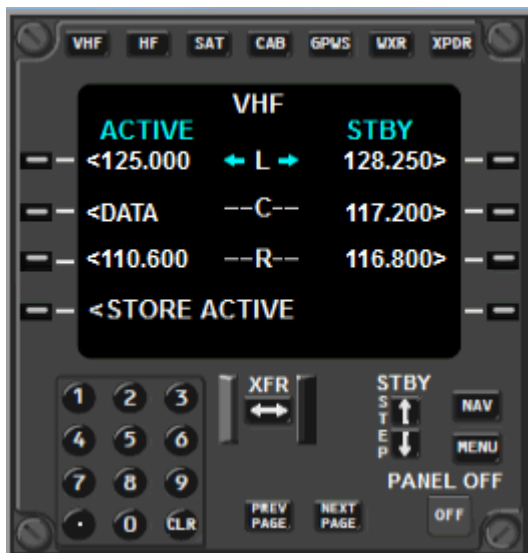 VHF HF SAT CAB GPWS WXR XPDR
VHF
ACTIVE STBY
<125.000 ← L → 128.250>
<DATA --C-- 117.200>
<110.600 --R-- 116.800>
<STORE ACTIVE
XFR STBY
1 2 3 STEP NAV
4 5 6 MENU
7 8 9 PANEL OFF
. 0 CLR PREV PAGE NEXT PAGE OFF